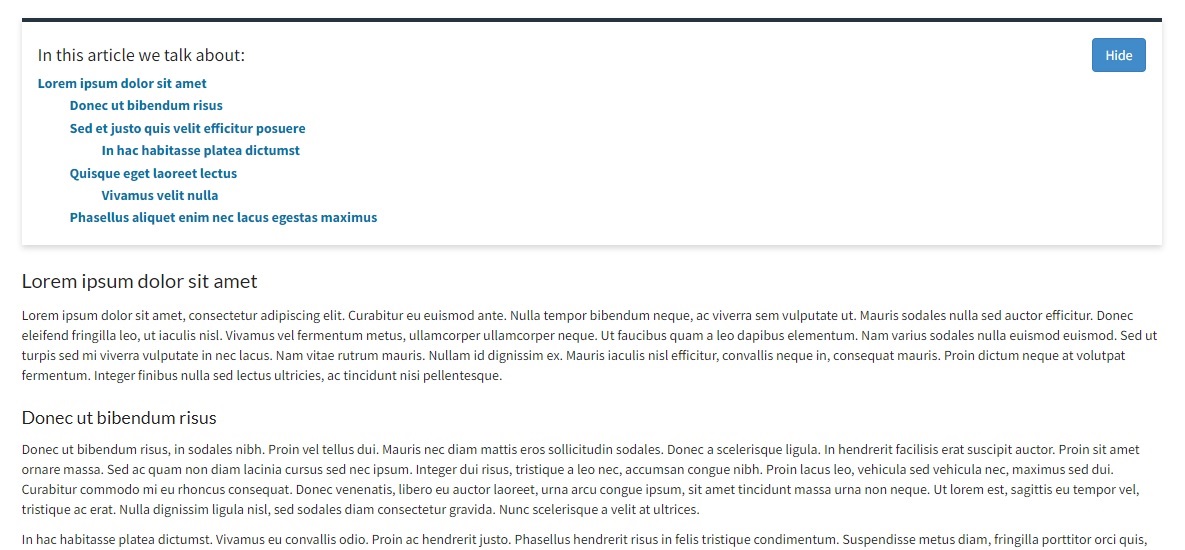 In this article we talk about:
Hide
Lorem ipsum dolor sit amet
Donec ut bibendum risus
Sed et justo quis velit efficitur posuere
In hac habitasse platea dictumst
Quisque eget laoreet lectus
Vivamus velit nulla
Phasellus aliquet enim nec lacus egestas maximus
Lorem ipsum dolor sit amet
Lorem ipsum dolor sit amet, consectetur adipiscing elit. Curabitur eu euismod ante. Nulla tempor bibendum neque, ac viverra sem vulputate ut. Mauris sodales nulla sed auctor efficitur. Donec
eleifend fringilla leo, ut iaculis nisl. Vivamus vel fermentum metus, ullamcorper ullamcorper neque. Ut faucibus quam a leo dapibus elementum. Nam varius sodales nulla euismod euismod. Sed ut
turpis sed mi viverra vulputate in nec lacus. Nam vitae rutrum mauris. Nullam id dignissim ex. Mauris iaculis nisl efficitur, convallis neque in, consequat mauris. Proin dictum neque at volutpat
fermentum. Integer finibus nulla sed lectus ultricies, ac tincidunt nisi pellentesque.
Donec ut bibendum risus
Donec ut bibendum risus, in sodales nibh. Proin vel tellus dui. Mauris nec diam mattis eros sollicitudin sodales. Donec a scelerisque ligula. In hendrerit facilisis erat suscipit auctor. Proin sit amet
ornare massa. Sed ac quam non diam lacinia cursus sed nec ipsum. Integer dui risus, tristique a leo nec, accumsan congue nibh. Proin lacus leo, vehicula sed vehicula nec, maximus sed dui.
Curabitur commodo mi eu rhoncus consequat. Donec venenatis, libero eu auctor laoreet, urna arcu congue ipsum, sit amet tincidunt massa urna non neque. Ut lorem est, sagittis eu tempor vel,
tristique ac erat. Nulla dignissim ligula nisl, sed sodales diam consectetur gravida. Nunc scelerisque a velit at ultrices.
In hac habitasse platea dictumst. Vivamus eu convallis odio. Proin ac hendrerit justo. Phasellus hendrerit risus in felis tristique condimentum. Suspendisse metus diam, fringilla porttitor orci quis,